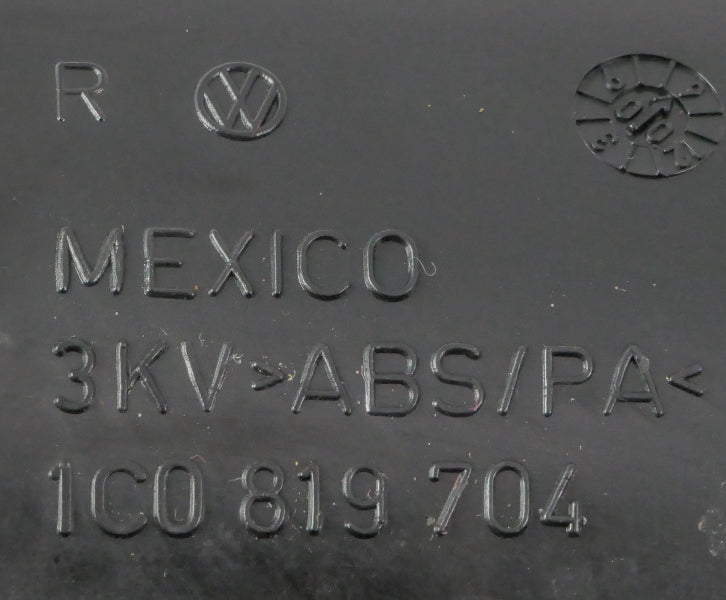 R
MEXICO
3KV >ABS/PA<
1C0 819 704